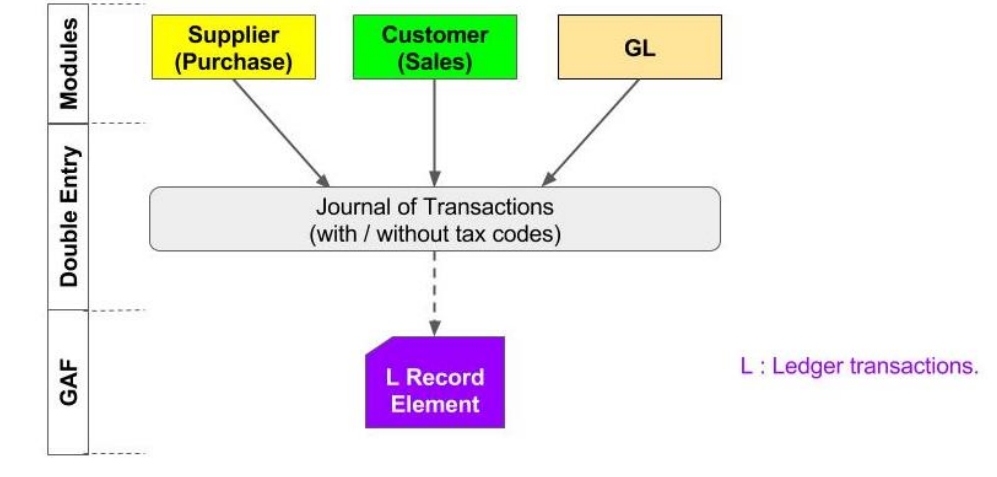 Modules
Supplier
(Purchase)
Customer
(Sales)
GL
Double Entry
Journal of Transactions
(with / without tax codes)
GAF
L Record
Element
L : Ledger transactions.